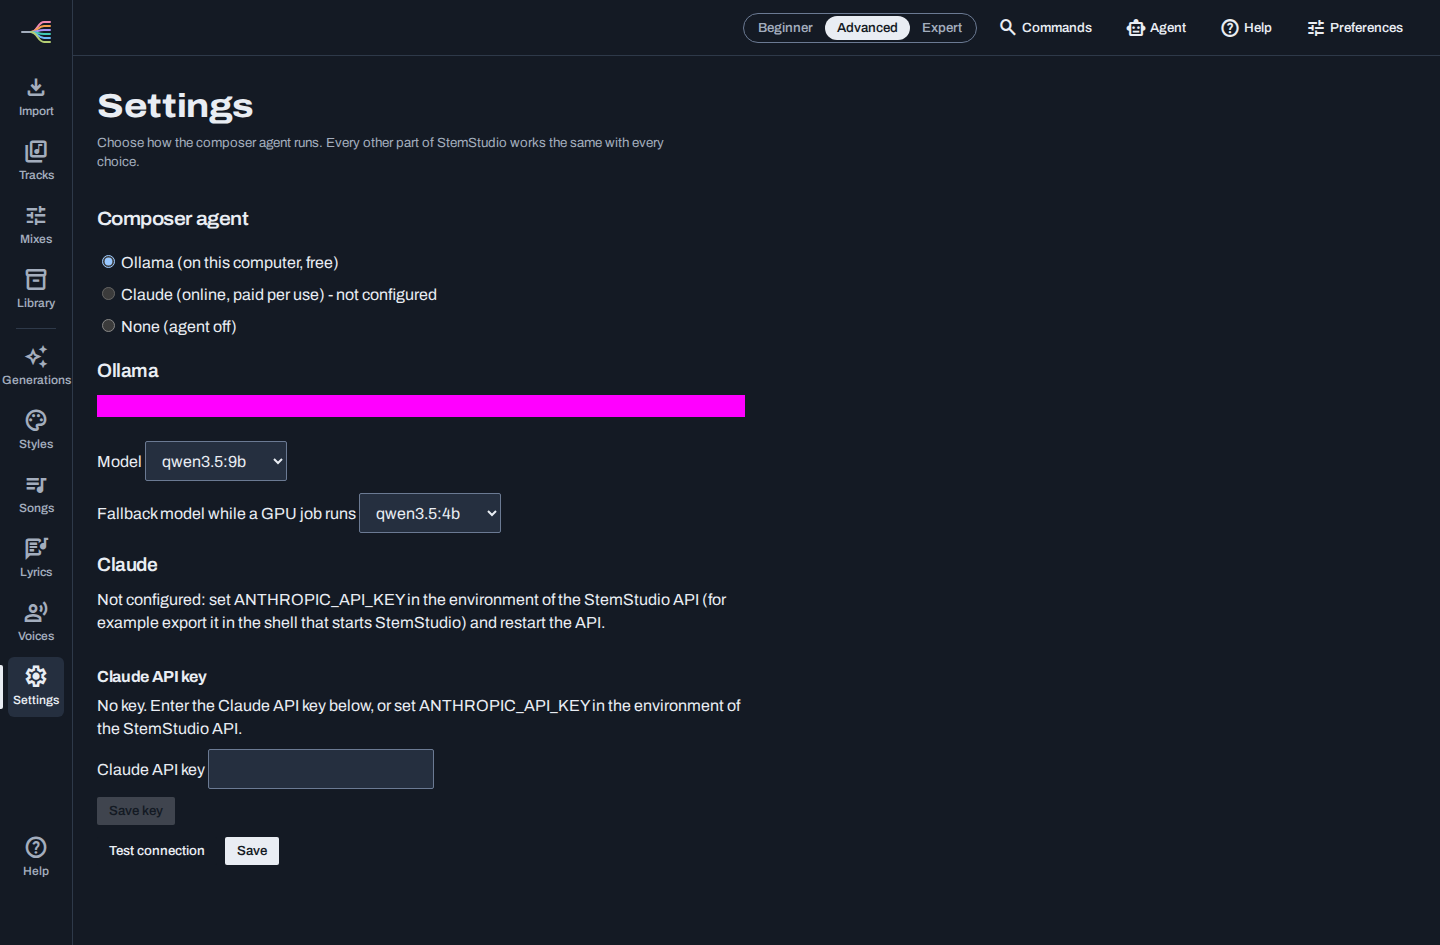 Beginner
Advanced
Expert
Commands
Agent
Help
Preferences
Import
Tracks
Mixes
Library
Generations
Styles
Songs
Lyrics
Voices
Settings
Help
Settings
Choose how the composer agent runs. Every other part of StemStudio works the same with every
choice.
Composer agent
Ollama (on this computer, free)
Claude (online, paid per use) - not configured
None (agent off)
Ollama
Model qwen3.5:9b
Fallback model while a GPU job runs qwen3.5:4b
Claude
Not configured: set ANTHROPIC_API_KEY in the environment of the StemStudio API (for
example export it in the shell that starts StemStudio) and restart the API.
Claude API key
No key. Enter the Claude API key below, or set ANTHROPIC_API_KEY in the environment of
the StemStudio API.
Claude API key
Save key
Test connection
Save